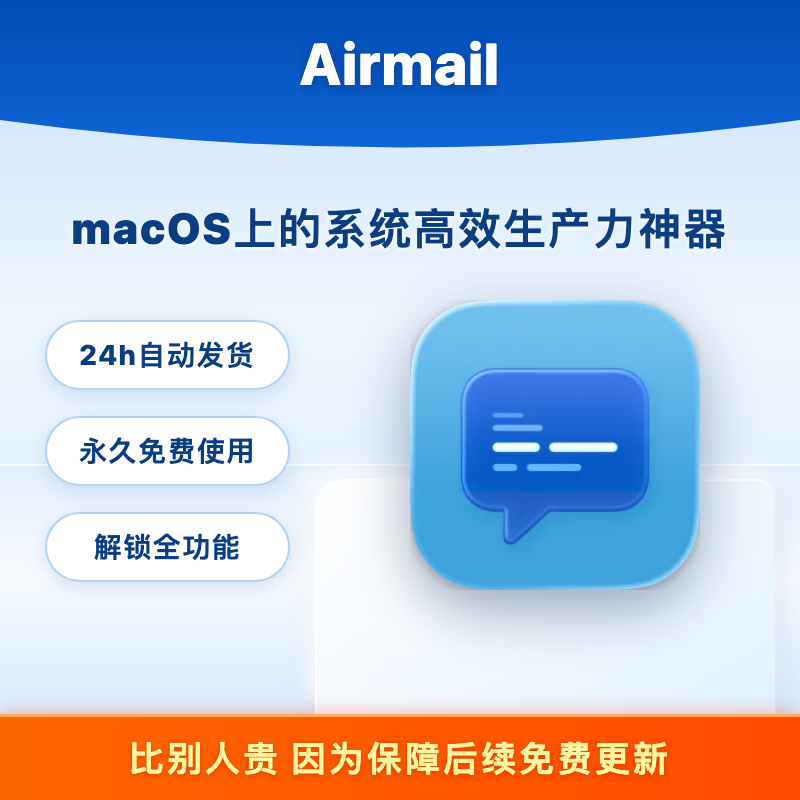 Airmail
macOS上的系统高效生产力神器
24h自动发货
永久免费使用
解锁全功能
比别人贵 因为保障后续免费更新